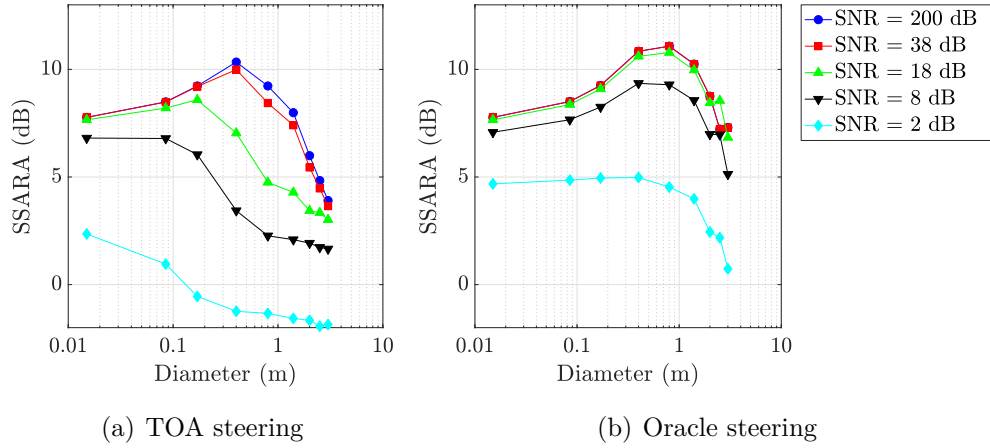 SSARA (dB)
10
5
0
0.01
0.1
1
10
Diameter (m)
(a) TOA steering
SSARA (dB)
10
5
0
0.01
0.1
1
10
Diameter (m)
(b) Oracle steering
SNR = 200 dB
SNR = 38 dB
SNR = 18 dB
SNR = 8 dB
SNR = 2 dB